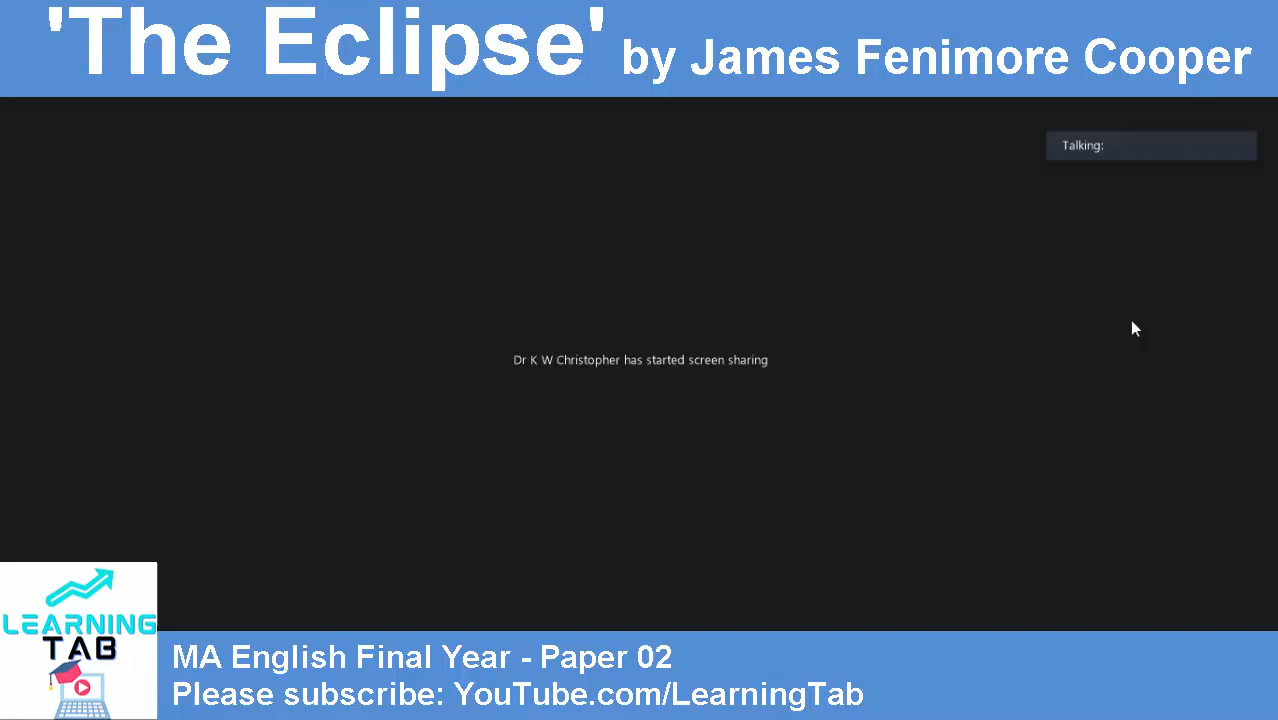 'The Eclipse' by James Fenimore Cooper
Talking:
Dr K W Christopher has started screen sharing
LEARNING
TAB
MA English Final Year - Paper 02
Please subscribe: YouTube.com/LearningTab